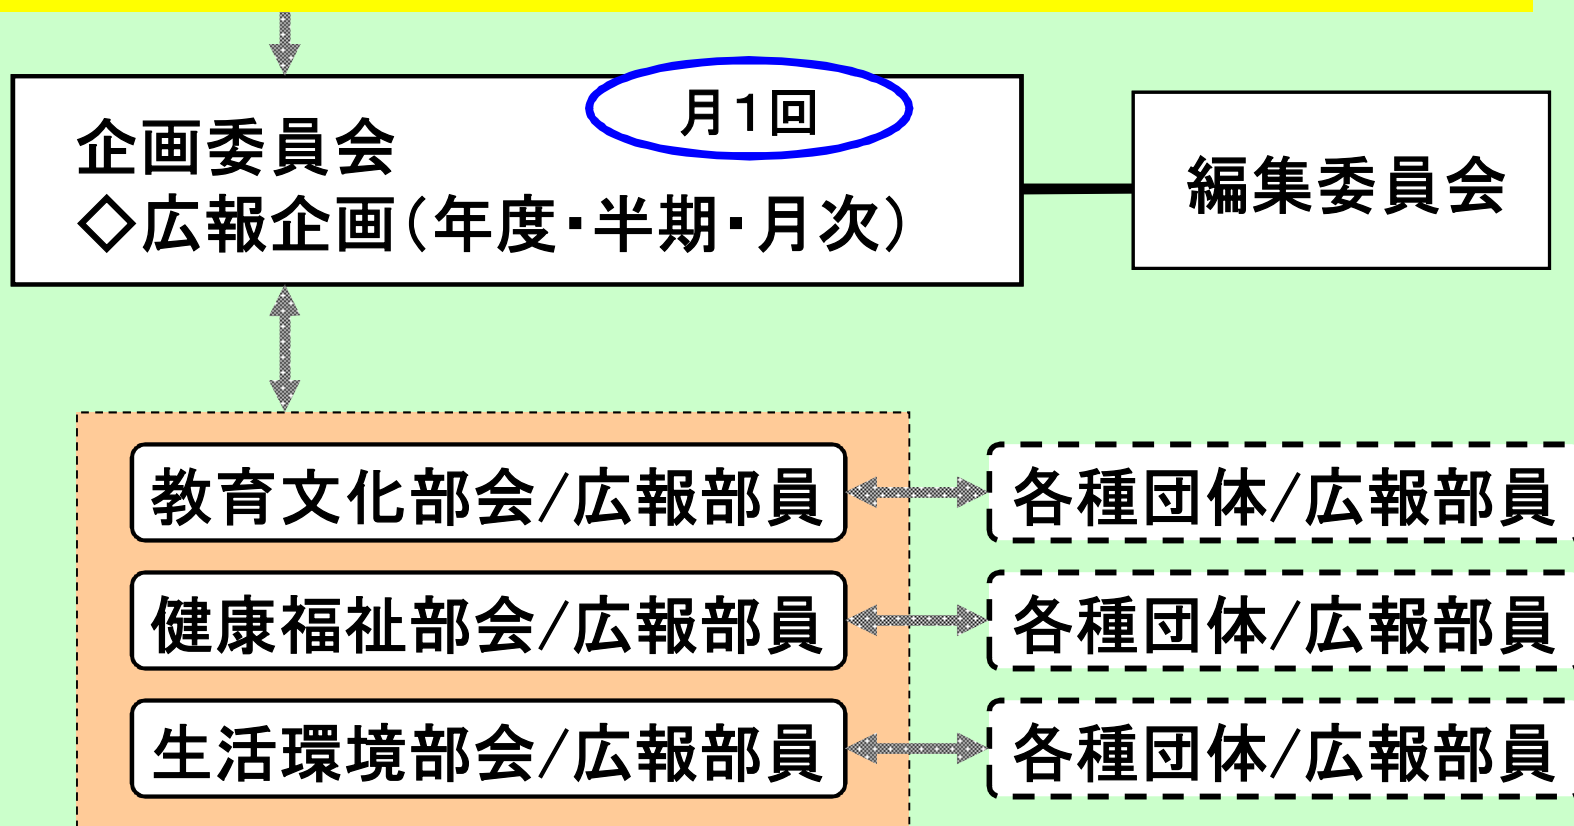 月１回
企画委員会
◇広報企画（年度・半期・月次）
編集委員会
教育文化部会/広報部員
各種団体/広報部員
健康福祉部会/広報部員
各種団体/広報部員
生活環境部会/広報部員
各種団体/広報部員